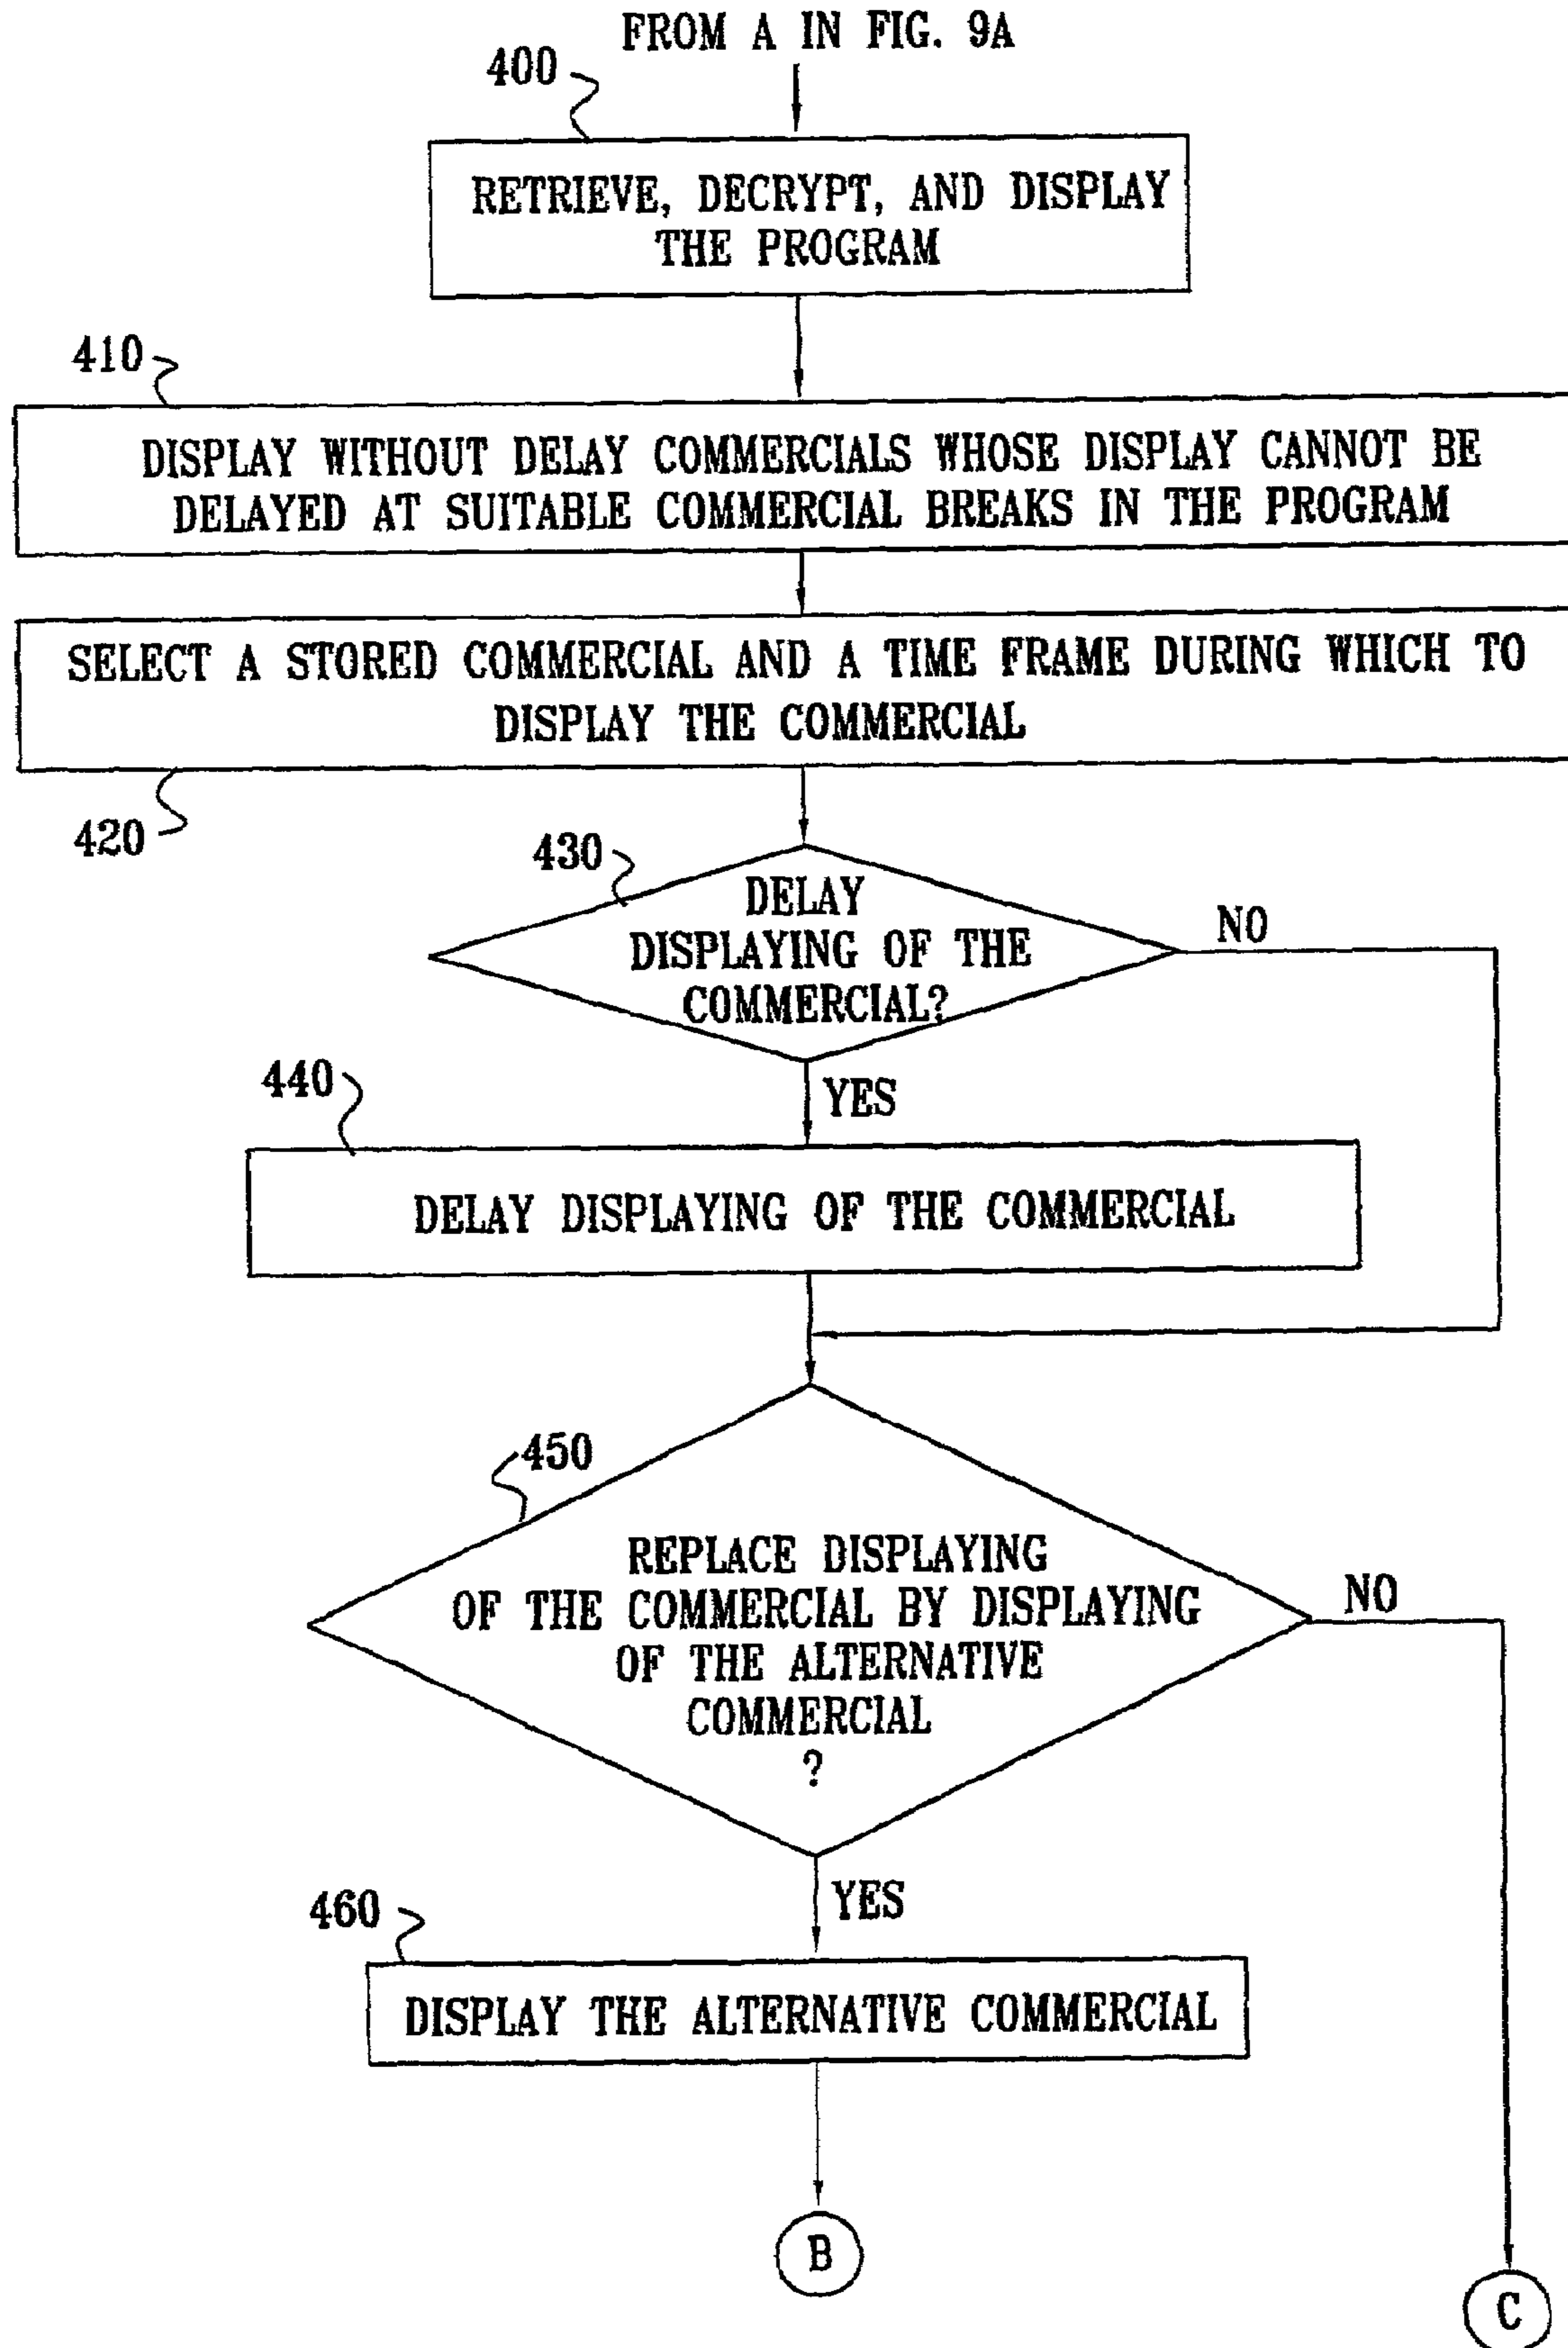 FROM A IN FIG. 9A
400
RETRIEVE, DECRYPT, AND DISPLAY
THE PROGRAM
410
DISPLAY WITHOUT DELAY COMMERCIALS WHOSE DISPLAY CANNOT BE
DELAYED AT SUITABLE COMMERCIAL BREAKS IN THE PROGRAM
SELECT A STORED COMMERCIAL AND A TIME FRAME DURING WHICH TO
DISPLAY THE COMMERCIAL
420
430
DELAY
DISPLAYING OF THE
COMMERCIAL?
NO
YES
440
DELAY DISPLAYING OF THE COMMERCIAL
450
REPLACE DISPLAYING
OF THE COMMERCIAL BY DISPLAYING
OF THE ALTERNATIVE
COMMERCIAL
?
NO
YES
460
DISPLAY THE ALTERNATIVE COMMERCIAL
B
C